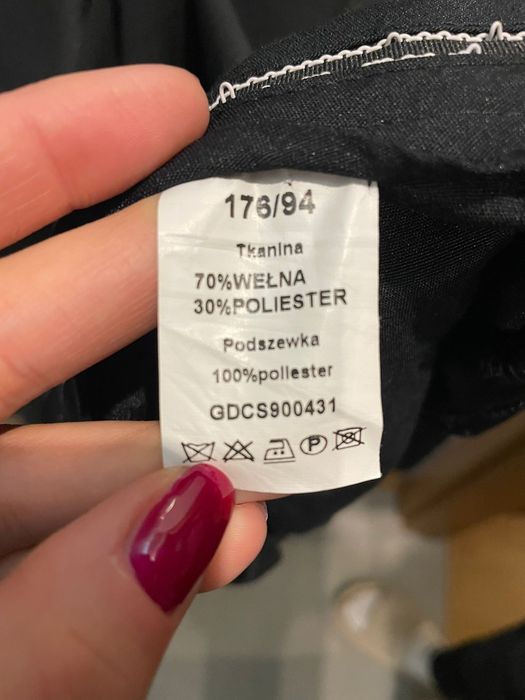 176/94
Tkanina
70%WEŁNA
30%POLIESTER
Podszewka
100%poliester
GDCS900431
P